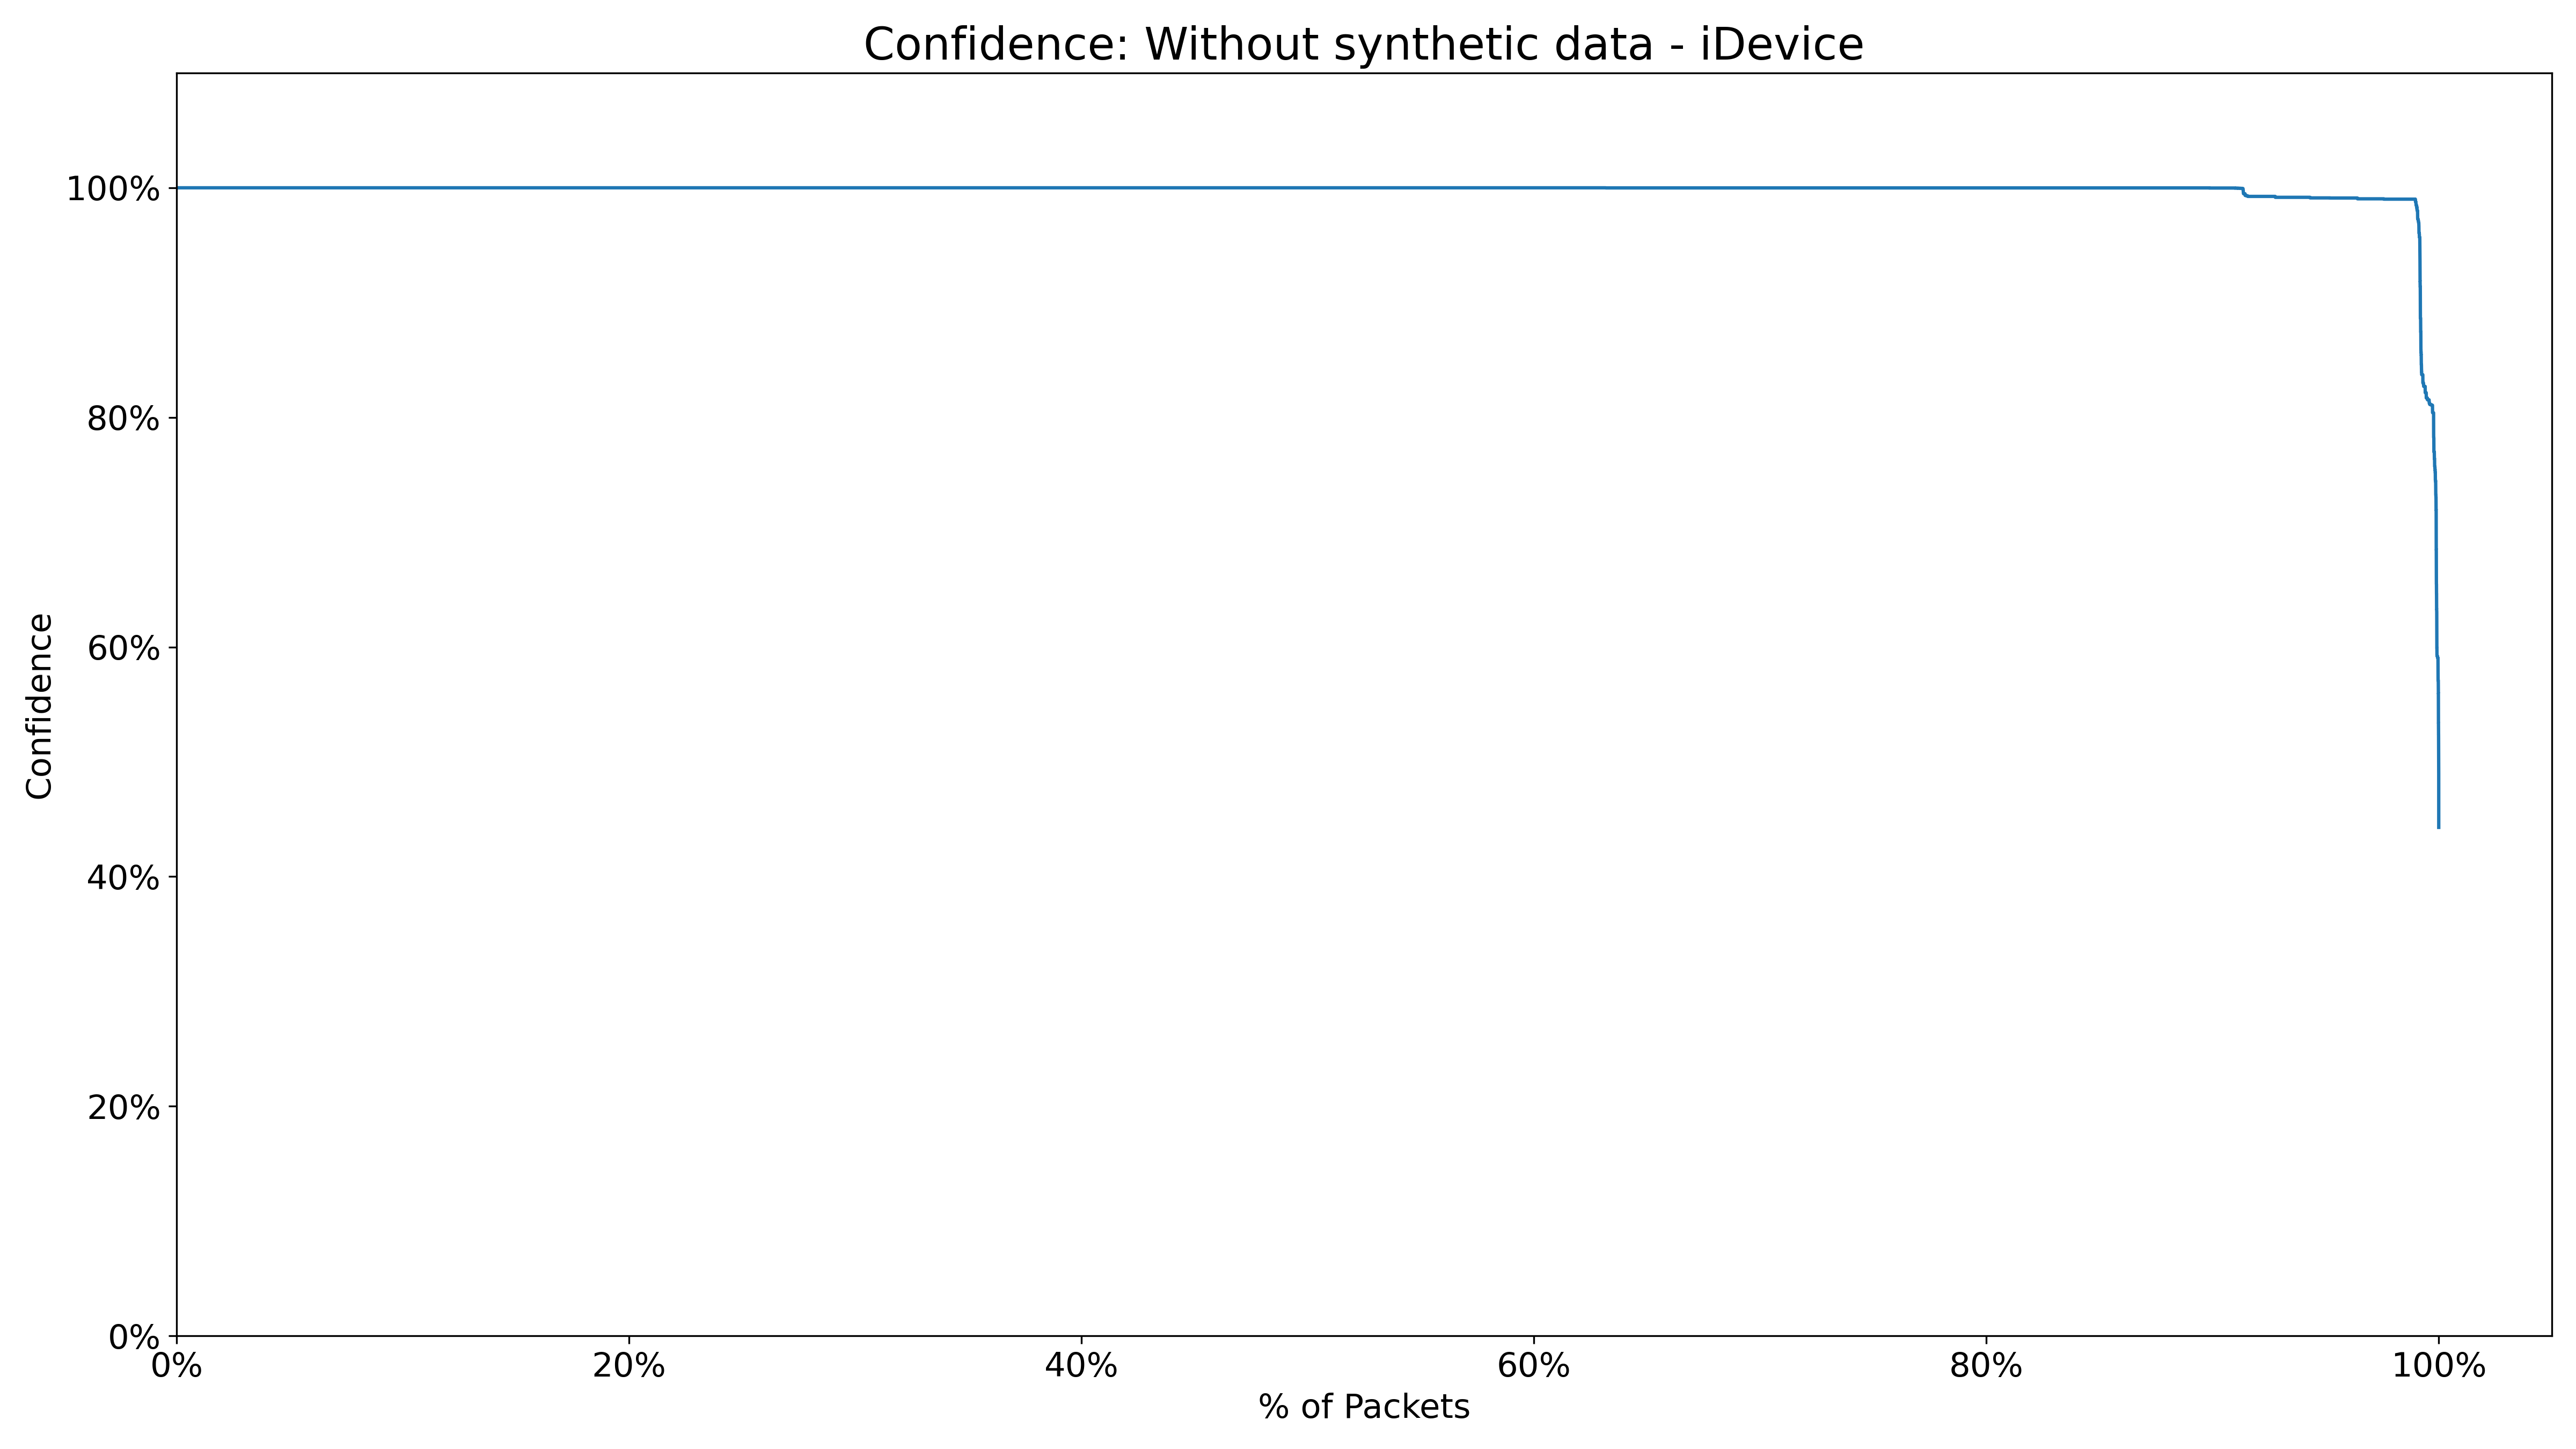 Confidence: Without synthetic data - iDevice
Confidence
100%
80%
60%
40%
20%
0%
0% 20% 40% 60% 80% 100%
% of Packets